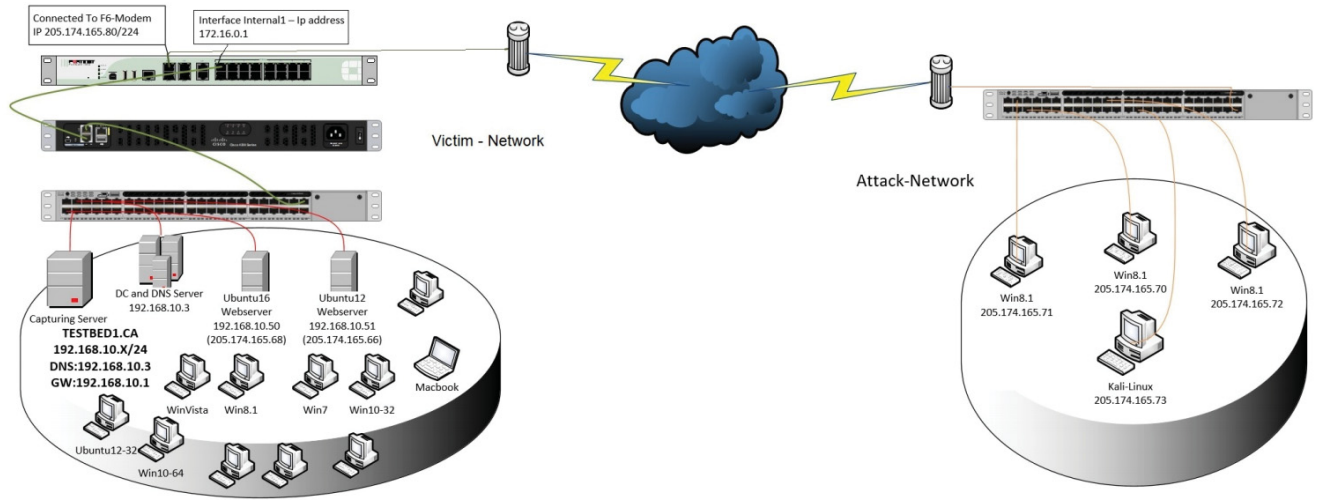 Connected To F6-Modem
IP 205.174.165.80/224
Interface Internal1 – Ip address
172.16.0.1
Victim - Network
Attack-Network
Capturing Server
DC and DNS Server
192.168.10.3
Ubuntu16
Webserver
192.168.10.50
(205.174.165.68)
Ubuntu12
Webserver
192.168.10.51
(205.174.165.66)
TESTBED1.CA
192.168.10.X/24
DNS:192.168.10.3
GW:192.168.10.1
Macbook
WinVista
Win8.1
Win7
Win10-32
Ubuntu12-32
Win10-64
Win8.1
205.174.165.71
Win8.1
205.174.165.70
Win8.1
205.174.165.72
Kali-Linux
205.174.165.73